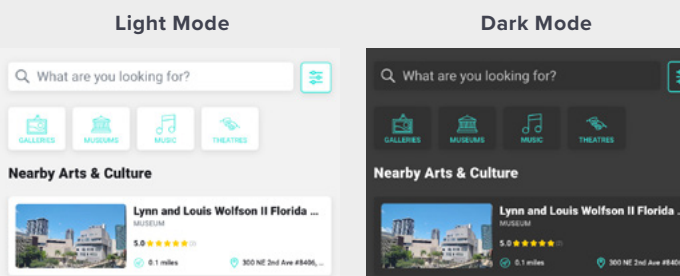 Light Mode
What are you looking for?
GALLERIES
MUSEUMS
MUSIC
THEATRES
Nearby Arts & Culture
Lynn and Louis Wolfson II Florida ...
MUSEUM
5.0
0.1 miles
300 NE 2nd Ave #8406, ...
Dark Mode
What are you looking for?
GALLERIES
MUSEUMS
MUSIC
THEATRES
Nearby Arts & Culture
Lynn and Louis Wolfson II Florida .
MUSEUM
5.0
0.1 miles
300 NE 2nd Ave #8406